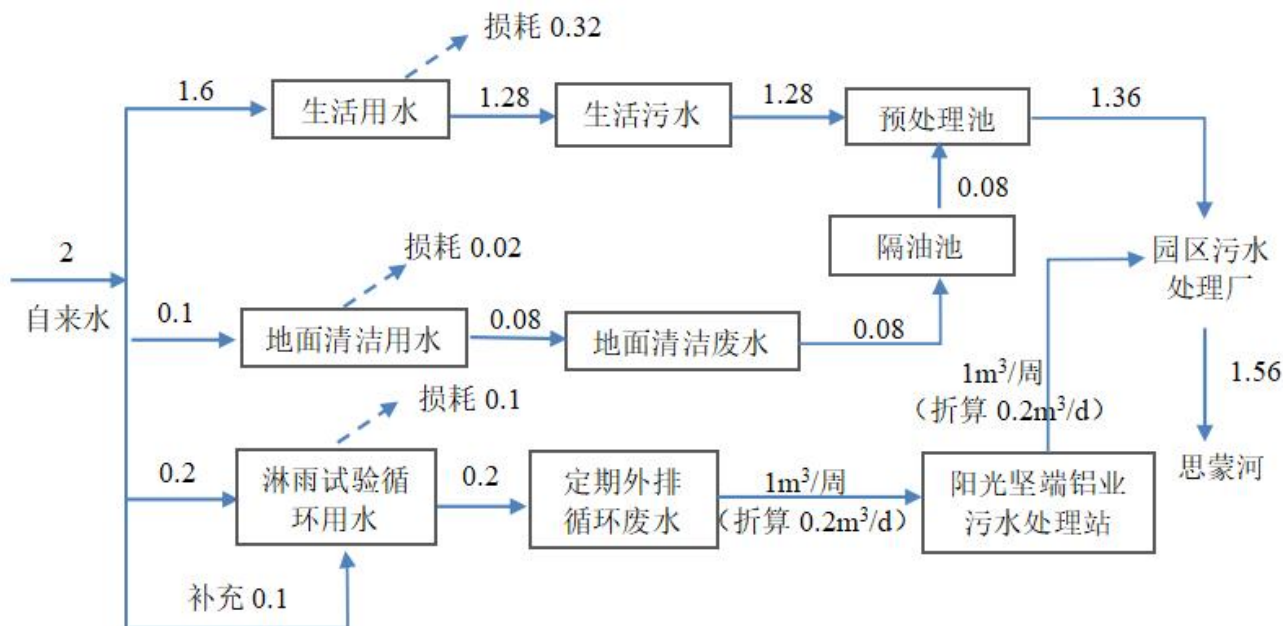 损耗 0.32
1.6
生活用水
1.28
生活污水
1.28
预处理池
1.36
0.08
隔油池
2
自来水
损耗 0.02
0.1
地面清洁用水
0.08
地面清洁废水
0.08
园区污水
处理厂
1m³/周
（折算 0.2m³/d）
1.56
思蒙河
损耗 0.1
0.2
淋雨试验循
环用水
0.2
定期外排
循环废水
1m³/周
（折算 0.2m³/d）
阳光坚端铝业
污水处理站
补充 0.1